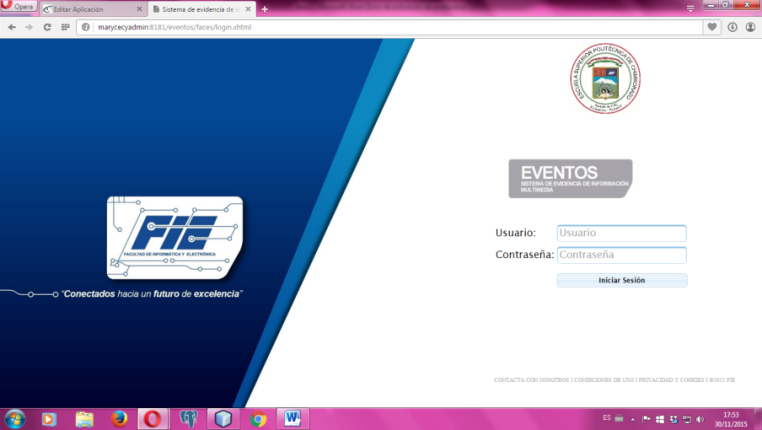 Opera
Editar Aplicación
Sistema de evidencia de in
marycecyadmin:8181/eventos/faces/login.xhtml
ESCUELA SUPERIOR POLITÉCNICA DE CHIMBORAZO
EVENTOS
SISTEMA DE EVIDENCIA DE INFORMACIÓN
MULTIMEDIA
FIE
FACULTAD DE INFORMÁTICA Y ELECTRÓNICA
"Conectados hacia un futuro de excelencia"
Usuario:
Usuario
Contraseña:
Contraseña
Iniciar Sesión
CONTACTA CON NOSOTROS | CONDICIONES DE USO | PRIVACIDAD Y COOKIES | ©2015 FIE
ES
17:53
30/11/2015